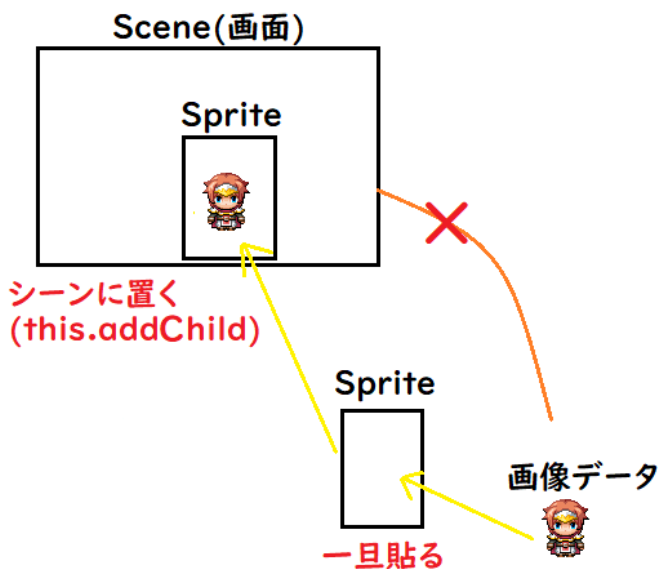 Scene(画面)
Sprite
シーンに置く
(this.addChild)
Sprite
画像データ
一旦貼る